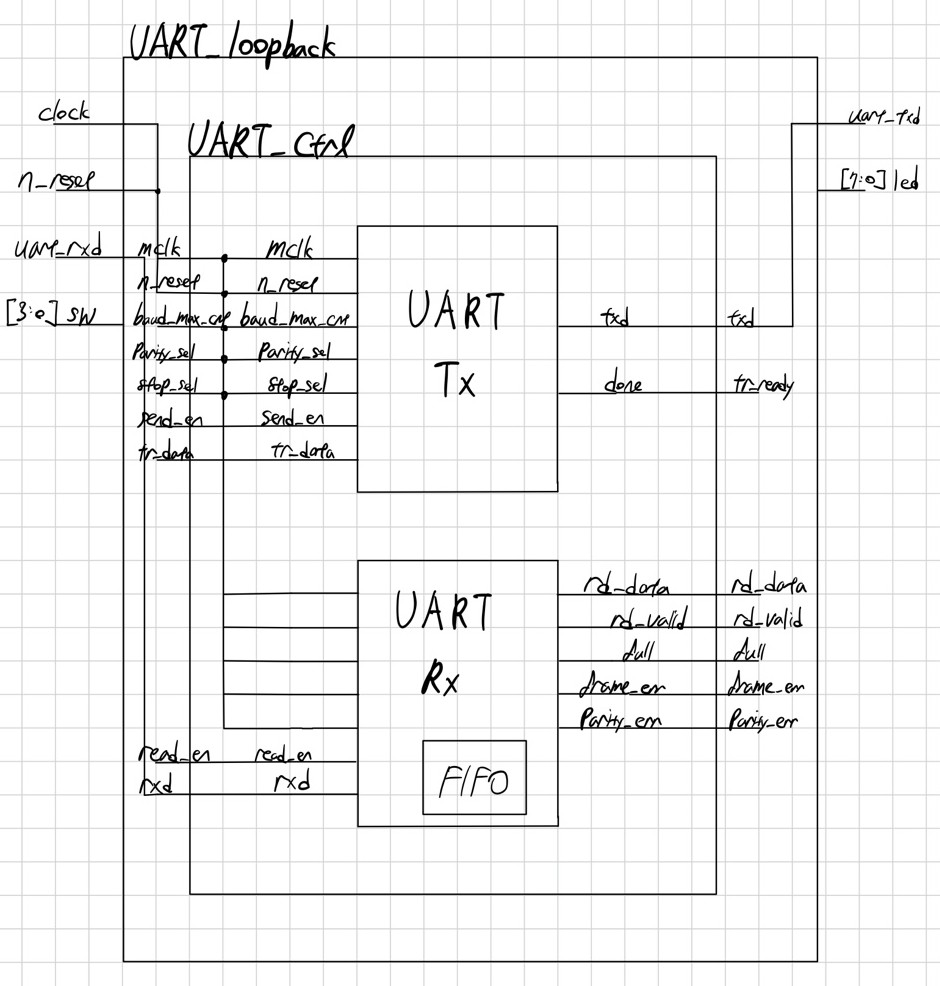 UART_loopback
clock
uart_txd
UART_Ctrl
n_reset
[7:0] led
uart_rxd
mclk
mclk
n_reset
n_reset
UART
[3:0] SW
baud_max_cnt
baud_max_cnt
txd
txd
Parity_sel
Parity_sel
Tx
stop_sel
stop_sel
done
tr_ready
send_en
send_en
tr_data
tr_data
rd_data
rd_data
UART
rd_valid
rd_valid
full
full
Rx
frame_err
frame_err
Parity_err
Parity_err
read_en
read_en
FIFO
rxd
rxd